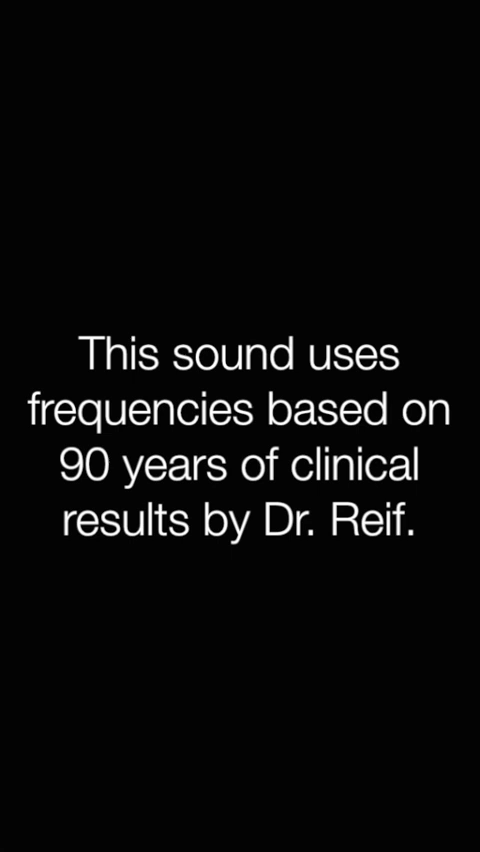 This sound uses
frequencies based on
90 years of clinical
results by Dr. Reif.